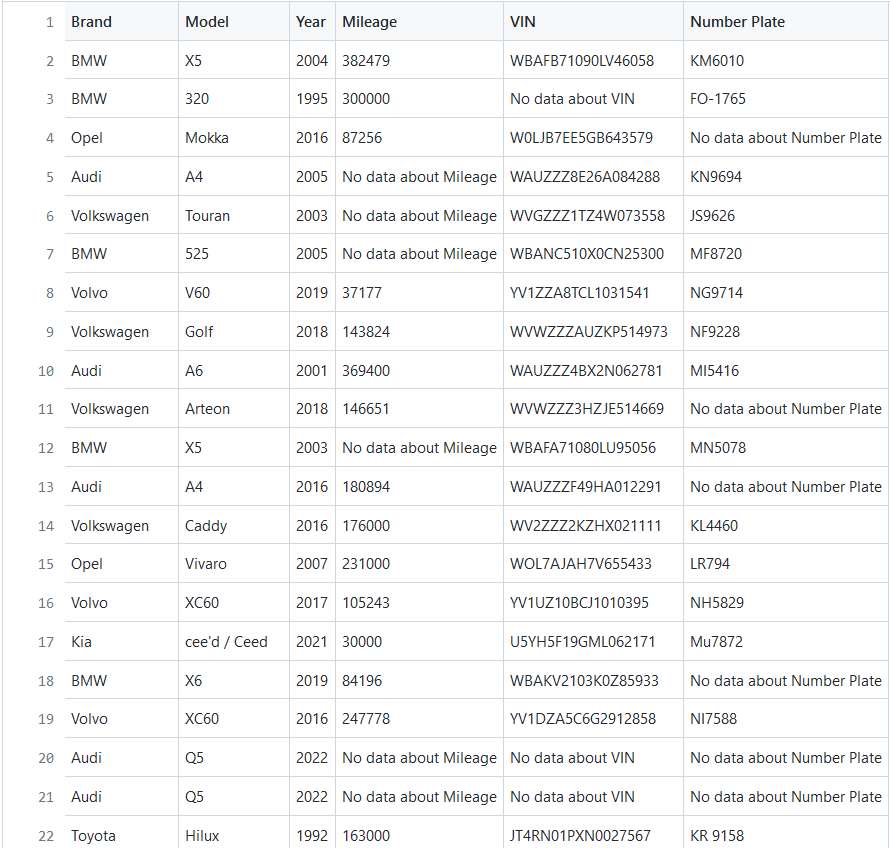 1 Brand Model Year Mileage VIN Number Plate
2 BMW X5 2004 382479 WBAFB71090LV46058 KM6010
3 BMW 320 1995 300000 No data about VIN FO-1765
4 Opel Mokka 2016 87256 W0LJB7EE5GB643579 No data about Number Plate
5 Audi A4 2005 No data about Mileage WAUZZZ8E26A084288 KN9694
6 Volkswagen Touran 2003 No data about Mileage WVGZZZ1TZ4W073558 JS9626
7 BMW 525 2005 No data about Mileage WBANC510X0CN25300 MF8720
8 Volvo V60 2019 37177 YV1ZZA8TCL1031541 NG9714
9 Volkswagen Golf 2018 143824 WVWZZZAUZKP514973 NF9228
10 Audi A6 2001 369400 WAUZZZ4BX2N062781 MI5416
11 Volkswagen Arteon 2018 146651 WVWZZZ3HZJE514669 No data about Number Plate
12 BMW X5 2003 No data about Mileage WBAFA71080LU95056 MN5078
13 Audi A4 2016 180894 WAUZZZF49HA012291 No data about Number Plate
14 Volkswagen Caddy 2016 176000 WV2ZZZ2KZHX021111 KL4460
15 Opel Vivaro 2007 231000 WOL7AJAH7V655433 LR794
16 Volvo XC60 2017 105243 YV1UZ10BCJ1010395 NH5829
17 Kia cee'd / Ceed 2021 30000 U5YH5F19GML062171 Mu7872
18 BMW X6 2019 84196 WBAKV2103K0Z85933 No data about Number Plate
19 Volvo XC60 2016 247778 YV1DZA5C6G2912858 NI7588
20 Audi Q5 2022 No data about Mileage No data about VIN No data about Number Plate
21 Audi Q5 2022 No data about Mileage No data about VIN No data about Number Plate
22 Toyota Hilux 1992 163000 JT4RN01PXN0027567 KR 9158